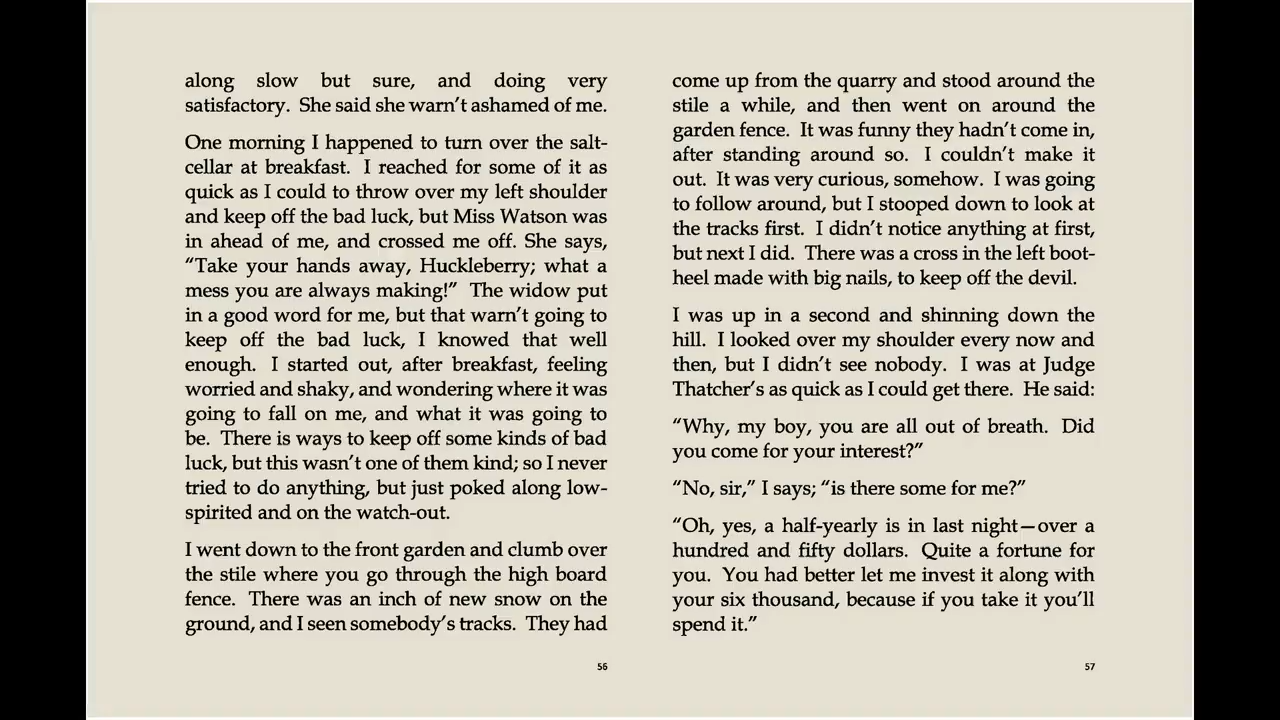 along slow but sure, and doing very
satisfactory. She said she warn’t ashamed of me.
One morning I happened to turn over the salt-
cellar at breakfast. I reached for some of it as
quick as I could to throw over my left shoulder
and keep off the bad luck, but Miss Watson was
in ahead of me, and crossed me off. She says,
“Take your hands away, Huckleberry; what a
mess you are always making!” The widow put
in a good word for me, but that warn’t going to
keep off the bad luck, I knowed that well
enough. I started out, after breakfast, feeling
worried and shaky, and wondering where it was
going to fall on me, and what it was going to
be. There is ways to keep off some kinds of bad
luck, but this wasn’t one of them kind; so I never
tried to do anything, but just poked along low-
spirited and on the watch-out.
I went down to the front garden and clumb over
the stile where you go through the high board
fence. There was an inch of new snow on the
ground, and I seen somebody’s tracks. They had
56
come up from the quarry and stood around the
stile a while, and then went on around the
garden fence. It was funny they hadn’t come in,
after standing around so. I couldn’t make it
out. It was very curious, somehow. I was going
to follow around, but I stooped down to look at
the tracks first. I didn’t notice anything at first,
but next I did. There was a cross in the left boot-
heel made with big nails, to keep off the devil.
I was up in a second and shinning down the
hill. I looked over my shoulder every now and
then, but I didn’t see nobody. I was at Judge
Thatcher’s as quick as I could get there. He said:
“Why, my boy, you are all out of breath. Did
you come for your interest?”
“No, sir,” I says; “is there some for me?”
“Oh, yes, a half-yearly is in last night—over a
hundred and fifty dollars. Quite a fortune for
you. You had better let me invest it along with
your six thousand, because if you take it you’ll
spend it.”
57